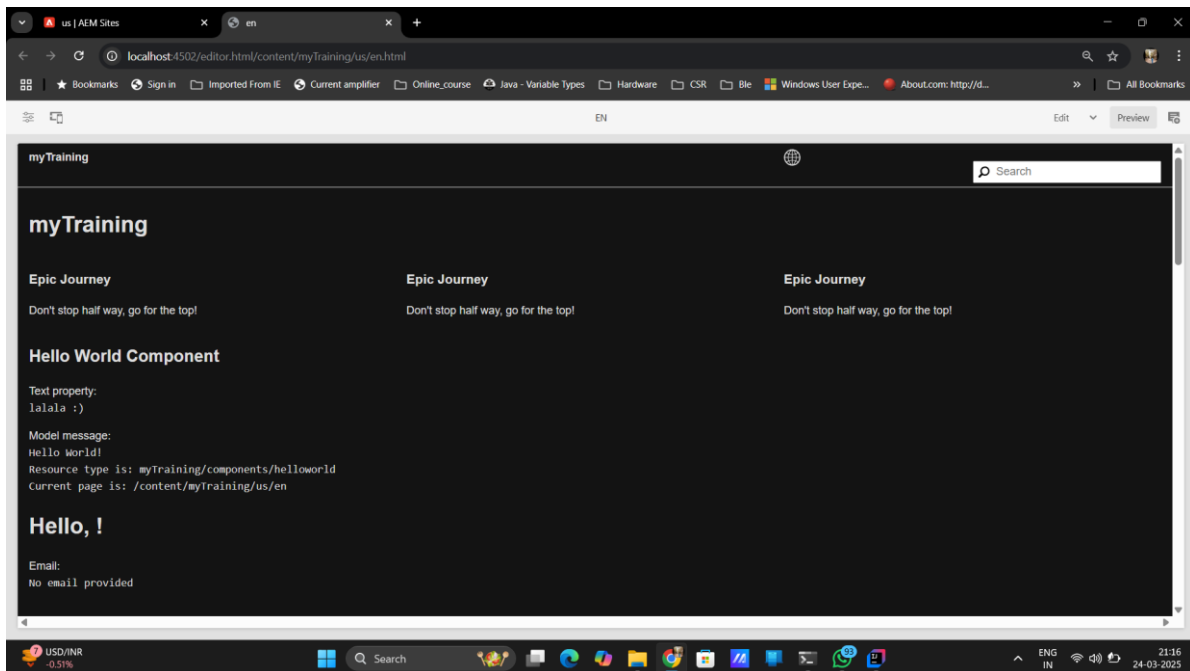 us | AEM Sites
en
localhost:4502/editor.html/content/myTraining/us/en.html
Bookmarks Sign in Imported From IE Current amplifier Online_course Java - Variable Types Hardware CSR Ble Windows User Expe... About.com: http://d... » All Bookmarks
EN Edit Preview
myTraining
Search
myTraining
Epic Journey Epic Journey Epic Journey
Don't stop half way, go for the top! Don't stop half way, go for the top! Don't stop half way, go for the top!
Hello World Component
Text property:
lalala :)
Model message:
Hello World!
Resource type is: myTraining/components/helloworld
Current page is: /content/myTraining/us/en
Hello, !
Email:
No email provided
7 USD/INR Search 93 ENG 21:16
-0.51% IN 24-03-2025